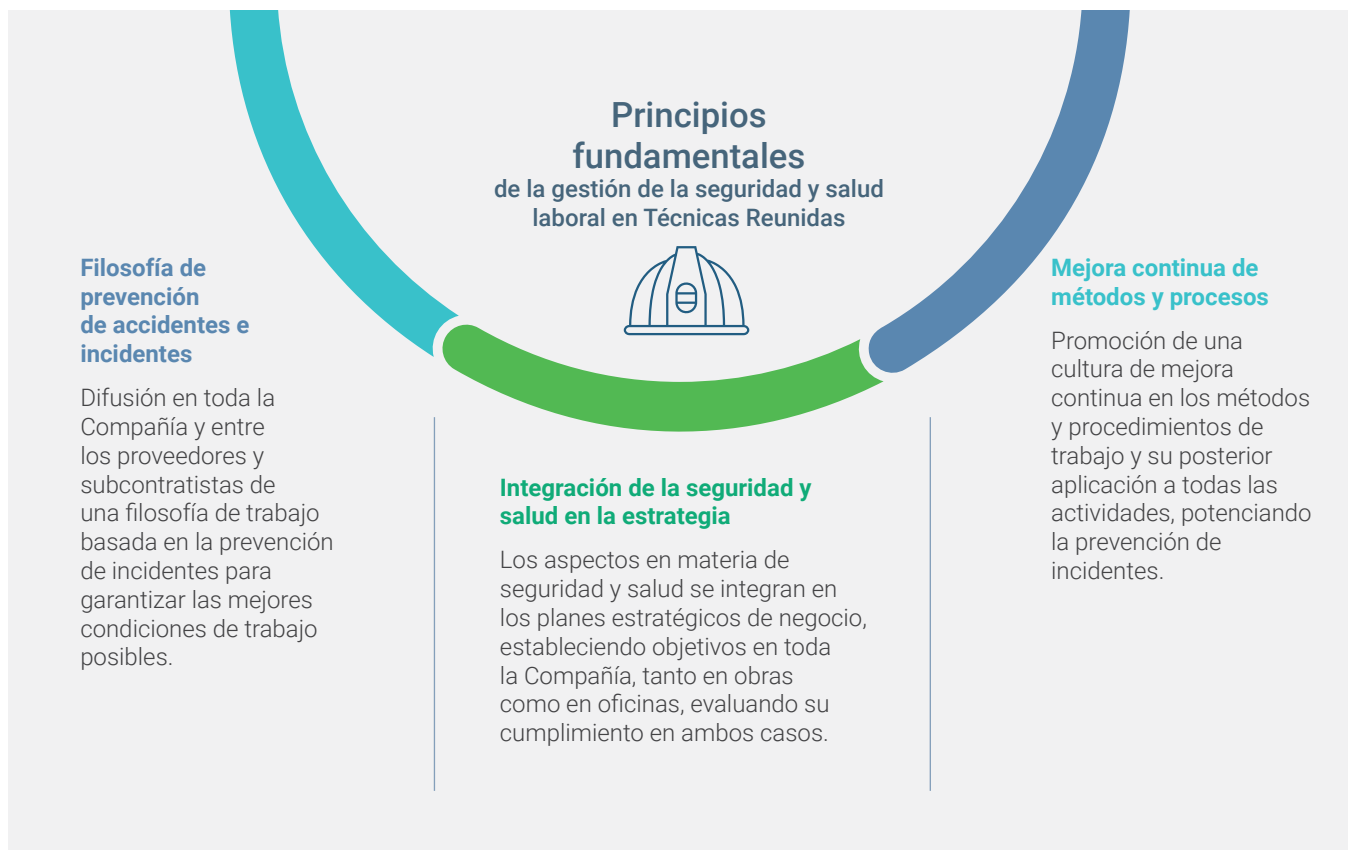 Principios
fundamentales
de la gestión de la seguridad y salud
laboral en Técnicas Reunidas
Filosofía de
prevención
de accidentes e
incidentes
Difusión en toda la
Compañía y entre
los proveedores y
subcontratistas de
una filosofía de trabajo
basada en la prevención
de incidentes para
garantizar las mejores
condiciones de trabajo
posibles.
Integración de la seguridad y
salud en la estrategia
Los aspectos en materia de
seguridad y salud se integran en
los planes estratégicos de negocio,
estableciendo objetivos en toda
la Compañía, tanto en obras
como en oficinas, evaluando su
cumplimiento en ambos casos.
Mejora continua de
métodos y procesos
Promoción de una
cultura de mejora
continua en los métodos
y procedimientos de
trabajo y su posterior
aplicación a todas las
actividades, potenciando
la prevención de
incidentes.